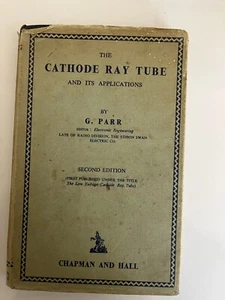 THE
CATHODE RAY TUBE
AND ITS APPLICATIONS
BY
G. PARR
EDITOR: Electronic Engineering
LATE OF RADIO DIVISION, THE EDISON SWAN
ELECTRIC CO.
SECOND EDITION
(FIRST PUBLISHED UNDER THE TITLE
The Low Voltage Cathode Ray Tube)
CHAPMAN AND HALL